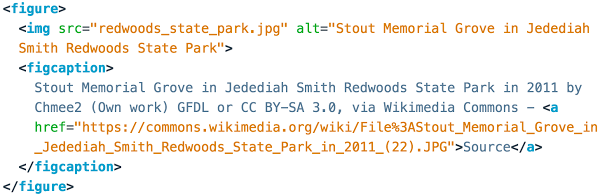 <figure>
<img src="redwoods_state_park.jpg" alt="Stout Memorial Grove in Jedediah
Smith Redwoods State Park">
<figcaption>
Stout Memorial Grove in Jedediah Smith Redwoods State Park in 2011 by
Chmee2 (Own work) GFDL or CC BY-SA 3.0, via Wikimedia Commons – <a
href="https://commons.wikimedia.org/wiki/File%3AStout_Memorial_Grove_in
_Jedediah_Smith_Redwoods_State_Park_in_2011_(22).JPG">Source</a>
</figcaption>
</figure>